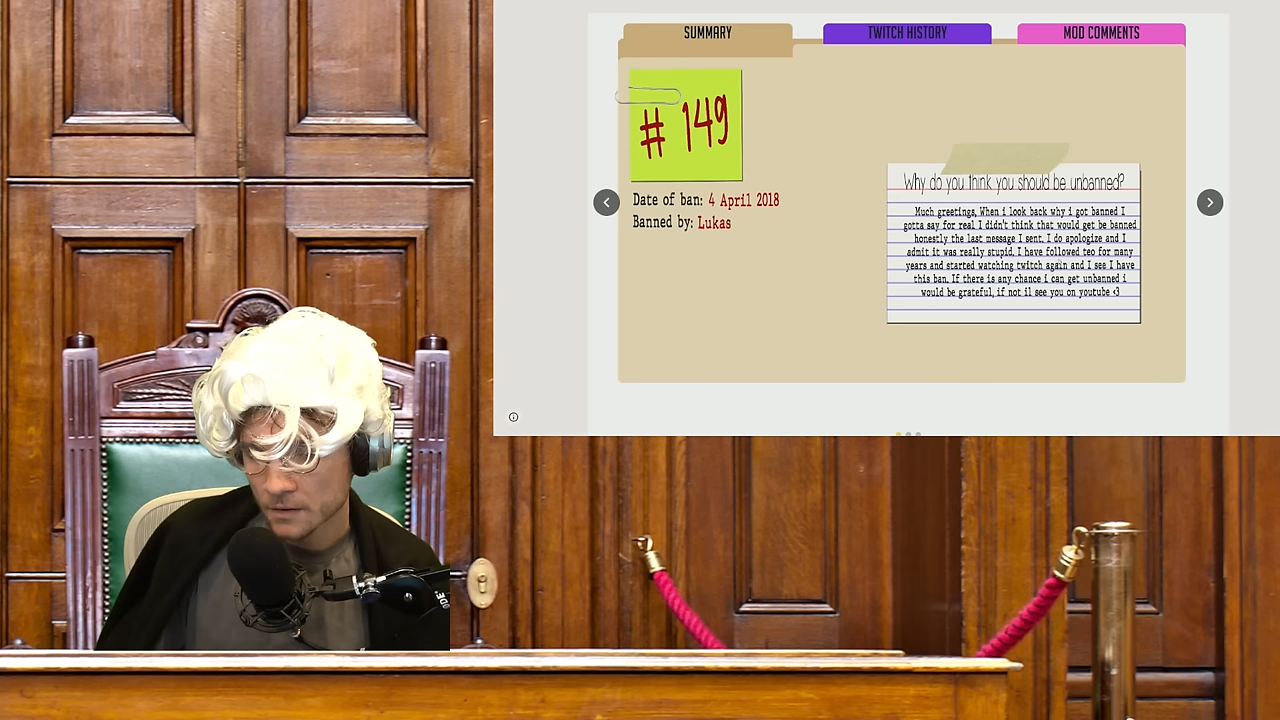 SUMMARY
TWITCH HISTORY
MOD COMMENTS
# 149
Date of ban: 4 April 2018
Banned by: Lukas
Why do you think you should be unbanned?
Much greetings, When i look back why i got banned I
gotta say for real I didn't think that would get be banned
honestly the last message I sent. I do apologize and I
admit it was really stupid. I have followed teo for many
years and started watching twitch again and I see I have
this ban. If there is any chance i can get unbanned i
would be grateful, if not il see you on youtube <3